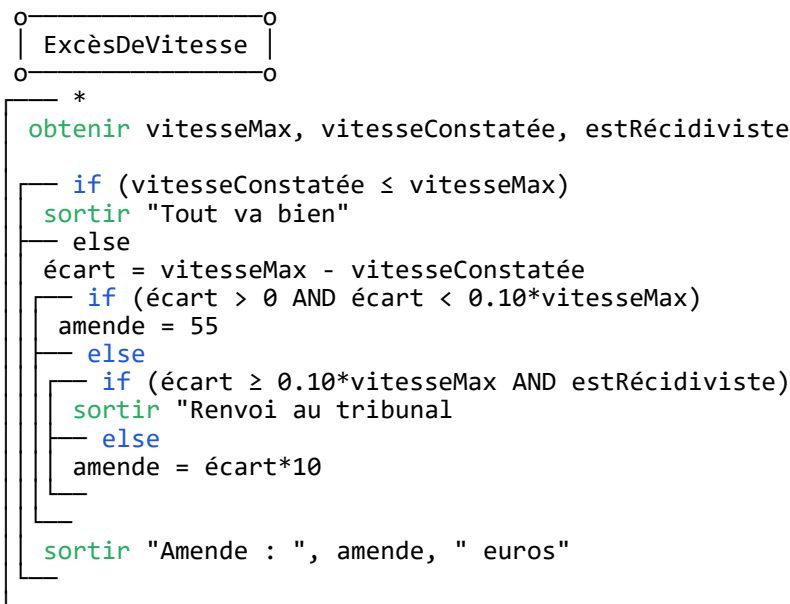 ExcèsDeVitesse
*
obtenir vitesseMax, vitesseConstatée, estRécidiviste
if (vitesseConstatée ≤ vitesseMax)
sortir "Tout va bien"
else
écart = vitesseMax - vitesseConstatée
if (écart > 0 AND écart < 0.10*vitesseMax)
amende = 55
else
if (écart ≥ 0.10*vitesseMax AND estRécidiviste)
sortir "Renvoi au tribunal
else
amende = écart*10
sortir "Amende : ", amende, " euros"